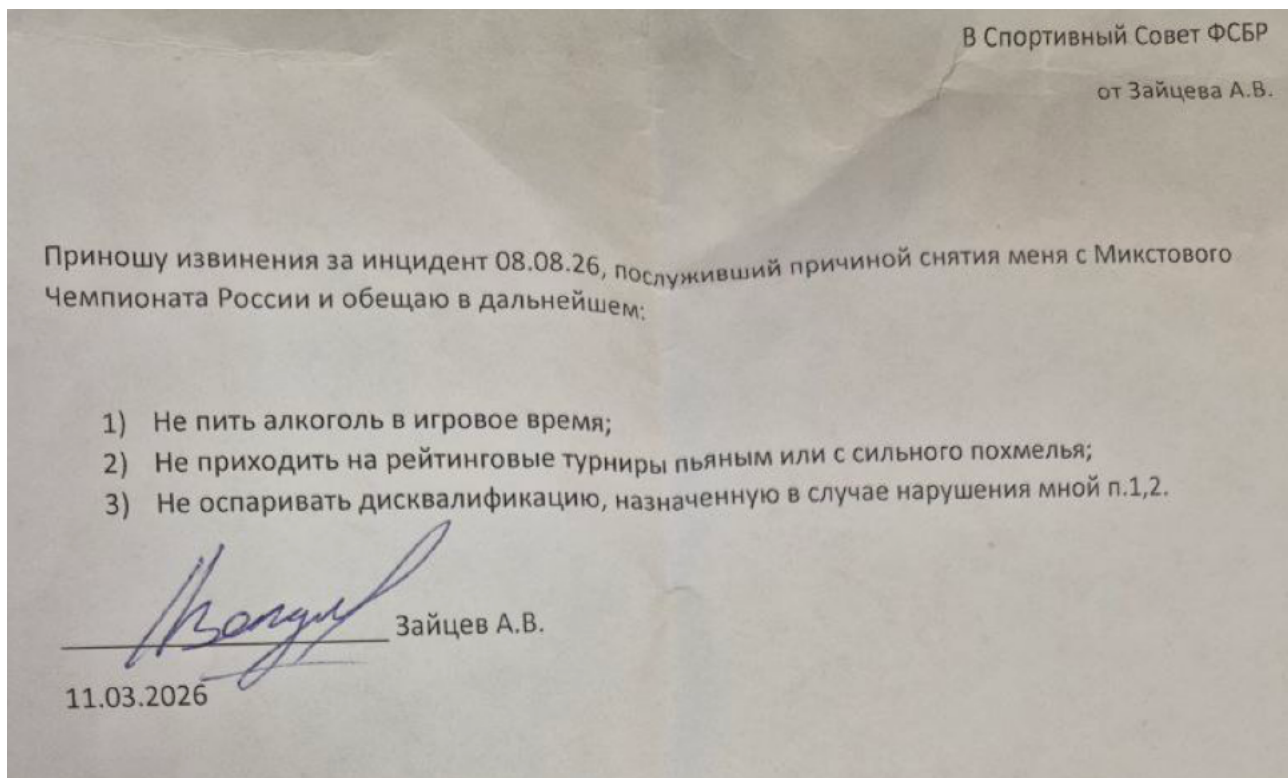 В Спортивный Совет ФСБР
от Зайцева А.В.
Приношу извинения за инцидент 08.08.26, послуживший причиной снятия меня с Микстового
Чемпионата России и обещаю в дальнейшем:
1) Не пить алкоголь в игровое время;
2) Не приходить на рейтинговые турниры пьяным или с сильного похмелья;
3) Не оспаривать дисквалификацию, назначенную в случае нарушения мной п.1,2.
Зайцев А.В.
11.03.2026